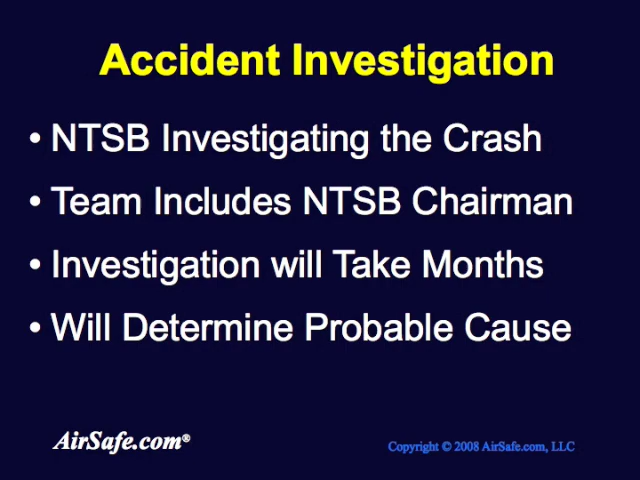 Accident Investigation
• NTSB Investigating the Crash
• Team Includes NTSB Chairman
• Investigation will Take Months
• Will Determine Probable Cause
AirSafe.com®
Copyright © 2008 AirSafe.com, LLC